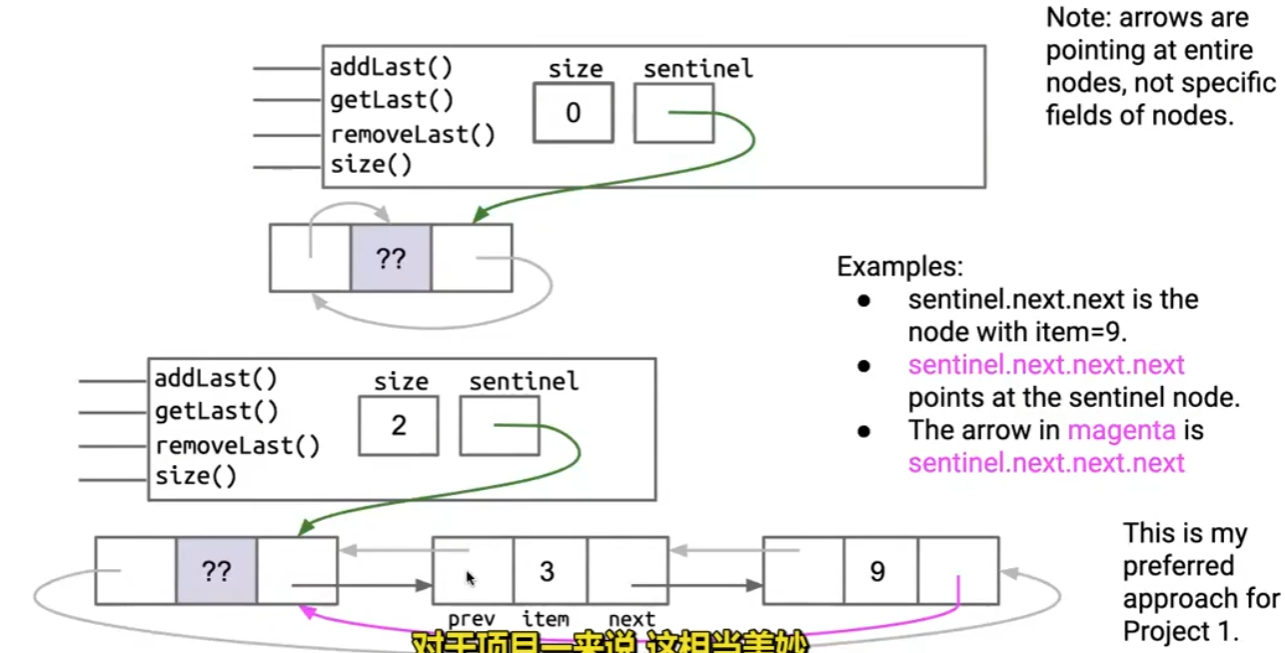 Note: arrows are
pointing at entire
nodes, not specific
fields of nodes.
addLast()
getLast()
removeLast()
size()
size
0
sentinel
??
Examples:
● sentinel.next.next is the
node with item=9.
● sentinel.next.next.next
points at the sentinel node.
● The arrow in magenta is
sentinel.next.next.next
addLast()
getLast()
removeLast()
size()
size
2
sentinel
??
3
9
prev item next
This is my
preferred
approach for
Project 1.
对于项目一来说 这相当美妙